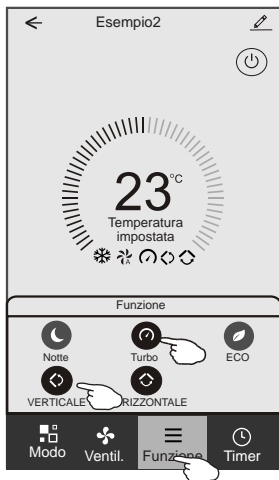 Esempio2
23°C
Temperatura
impostata
A
Funzione
Notte Turbo ECO
VERTICALE RIZZONTALE
Modo Ventil. Funzione Timer